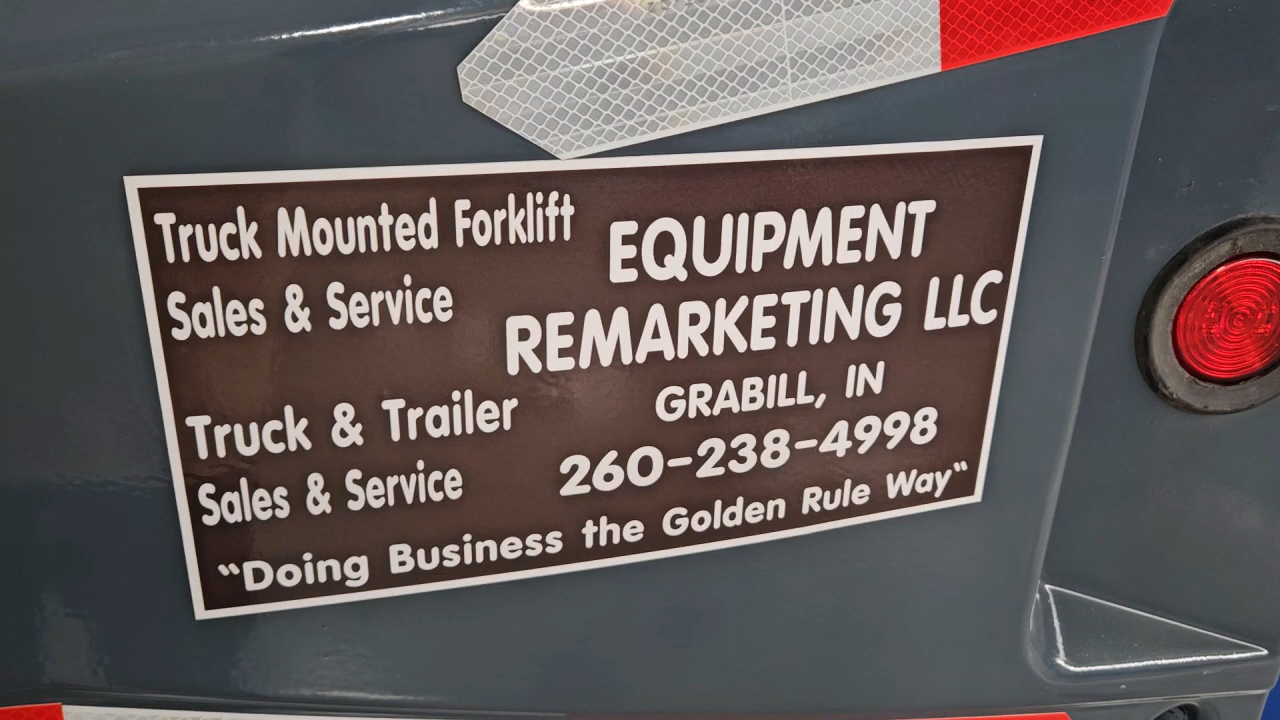 Truck Mounted Forklift
Sales & Service
Truck & Trailer
Sales & Service
EQUIPMENT
REMARKETING LLC
GRABILL, IN
260-238-4998
"Doing Business the Golden Rule Way"